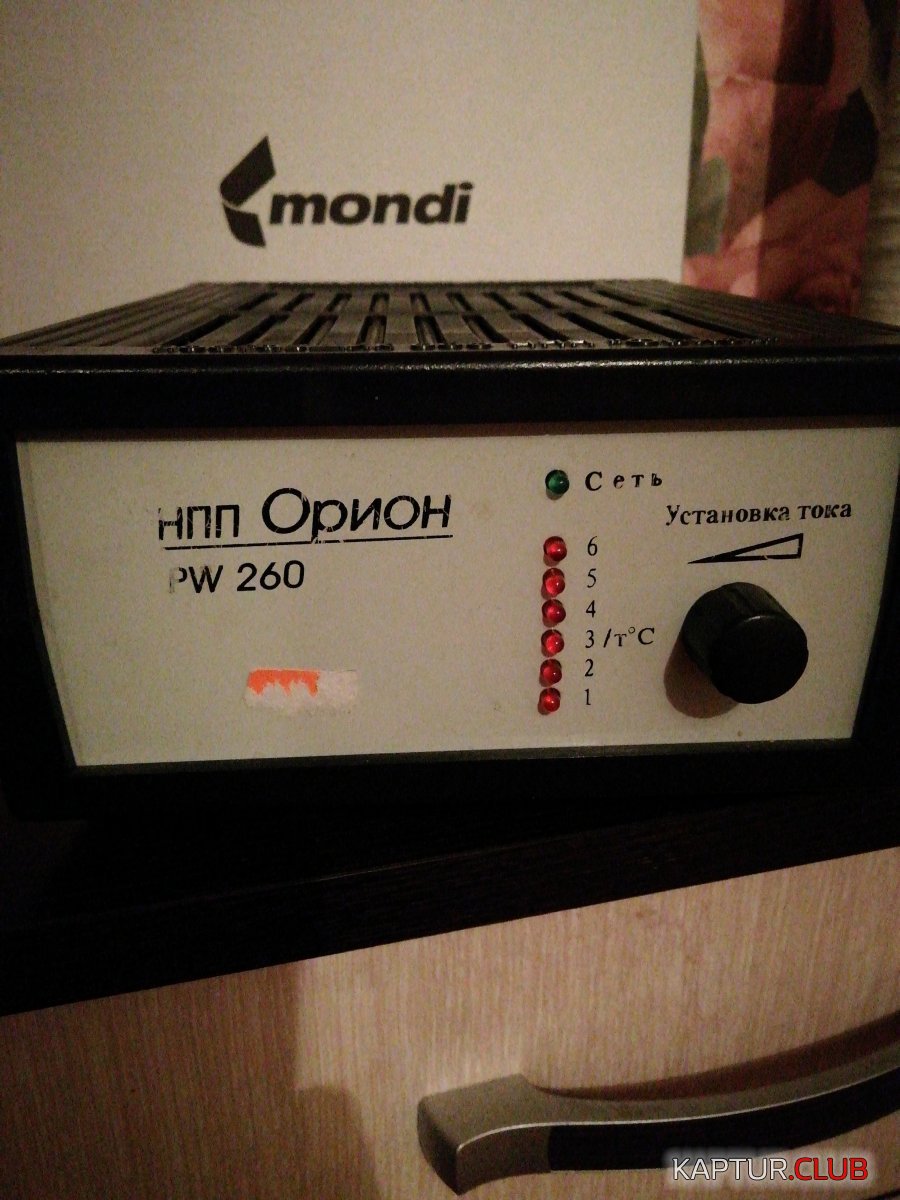 mondi
НПП Орион
PW 260
Сеть
Установка тока
6
5
4
3/т°C
2
1
KAPTUR.CLUB